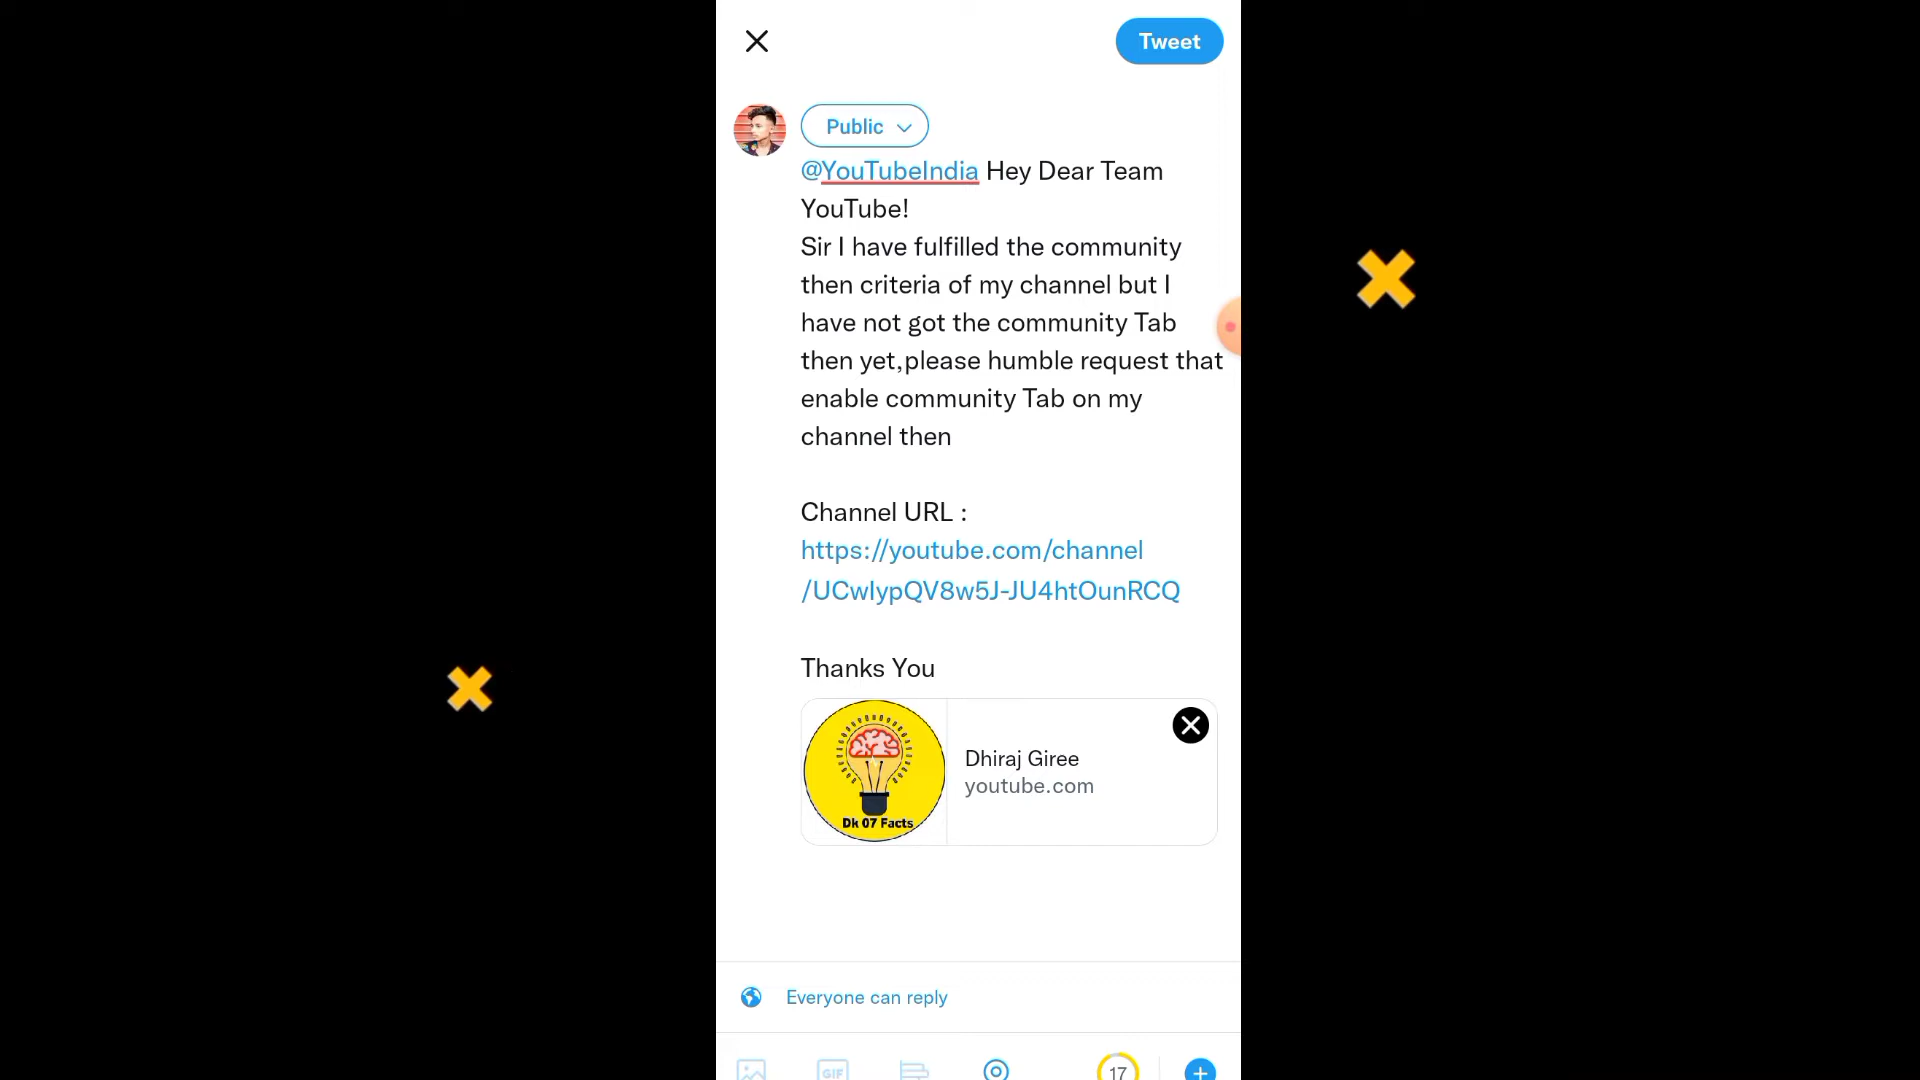 Tweet
Public
@YouTubeIndia Hey Dear Team
YouTube!
Sir I have fulfilled the community
then criteria of my channel but I
have not got the community Tab
then yet,please humble request that
enable community Tab on my
channel then
Channel URL :
https://youtube.com/channel
/UCwIypQV8w5J-JU4htOunRCQ
Thanks You
Dk 07 Facts
Dhiraj Giree
youtube.com
Everyone can reply
GIF
17